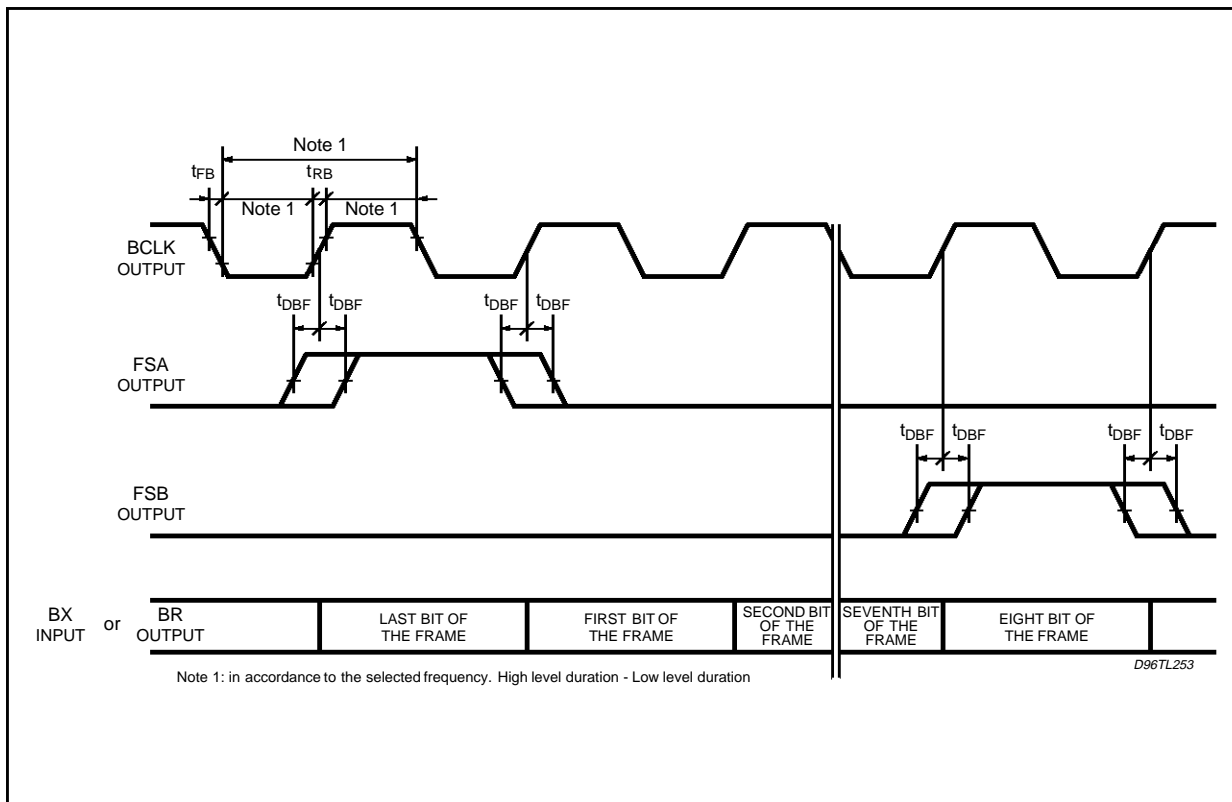 Note 1
tFB
tRB
Note 1
Note 1
BCLK
OUTPUT
tDBF
tDBF
tDBF
tDBF
FSA
OUTPUT
tDBF
tDBF
tDBF
tDBF
FSB
OUTPUT
BX
INPUT
or
BR
OUTPUT
LAST BIT OF
THE FRAME
FIRST BIT OF
THE FRAME
SECOND BIT
OF THE
FRAME
SEVENTH BIT
OF THE
FRAME
EIGHT BIT OF
THE FRAME
D96TL253
Note 1: in accordance to the selected frequency. High level duration - Low level duration